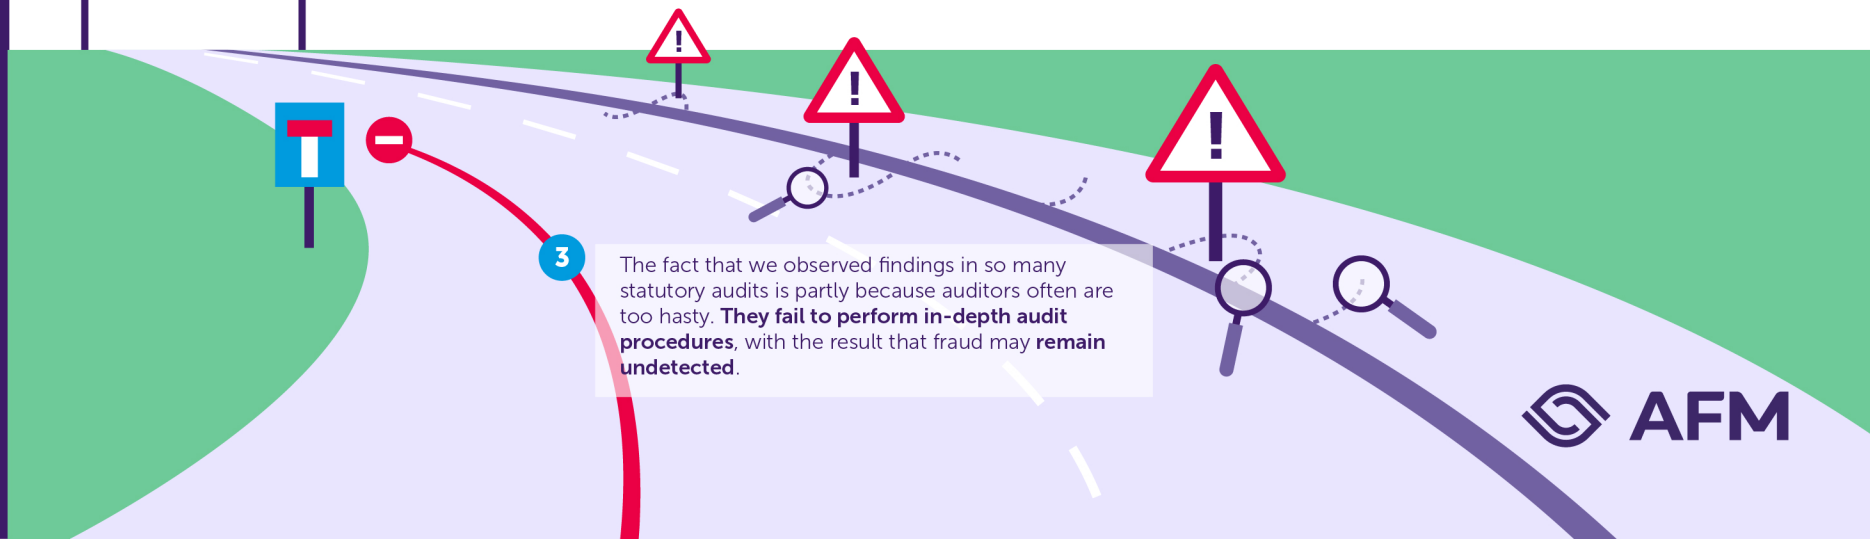 !
!
!
3
The fact that we observed findings in so many
statutory audits is partly because auditors often are
too hasty. They fail to perform in-depth audit
procedures, with the result that fraud may remain
undetected.
AFM